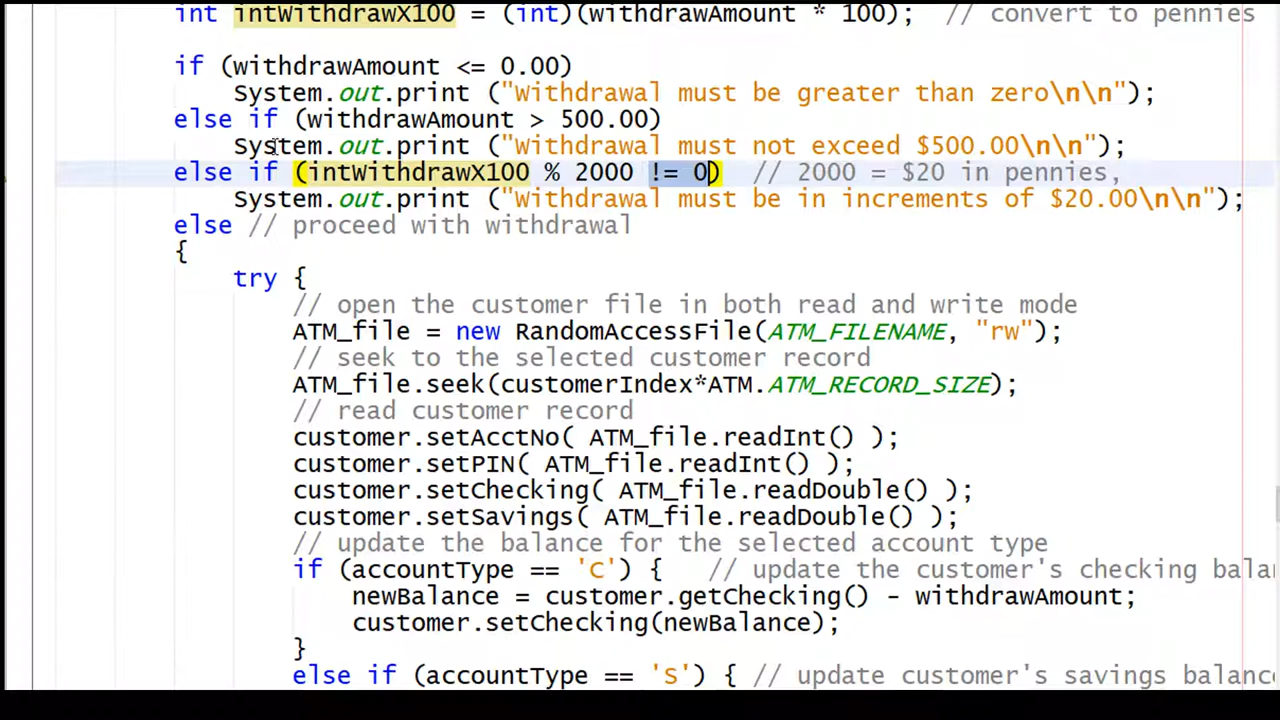 int intWithdrawX100 = (int)(withdrawAmount * 100);  // convert to pennies
if (withdrawAmount <= 0.00)
System.out.print ("Withdrawal must be greater than zero\n\n");
else if (withdrawAmount > 500.00)
System.out.print ("Withdrawal must not exceed $500.00\n\n");
else if (intWithdrawX100 % 2000 != 0)  // 2000 = $20 in pennies,
System.out.print ("Withdrawal must be in increments of $20.00\n\n");
else // proceed with withdrawal
{
try {
// open the customer file in both read and write mode
ATM_file = new RandomAccessFile(ATM_FILENAME, "rw");
// seek to the selected customer record
ATM_file.seek(customerIndex*ATM.ATM_RECORD_SIZE);
// read customer record
customer.setAcctNo( ATM_file.readInt() );
customer.setPIN( ATM_file.readInt() );
customer.setChecking( ATM_file.readDouble() );
customer.setSavings( ATM_file.readDouble() );
// update the balance for the selected account type
if (accountType == 'C') {   // update the customer's checking balan
newBalance = customer.getChecking() - withdrawAmount;
customer.setChecking(newBalance);
}
else if (accountType == 'S') { // update customer's savings balance